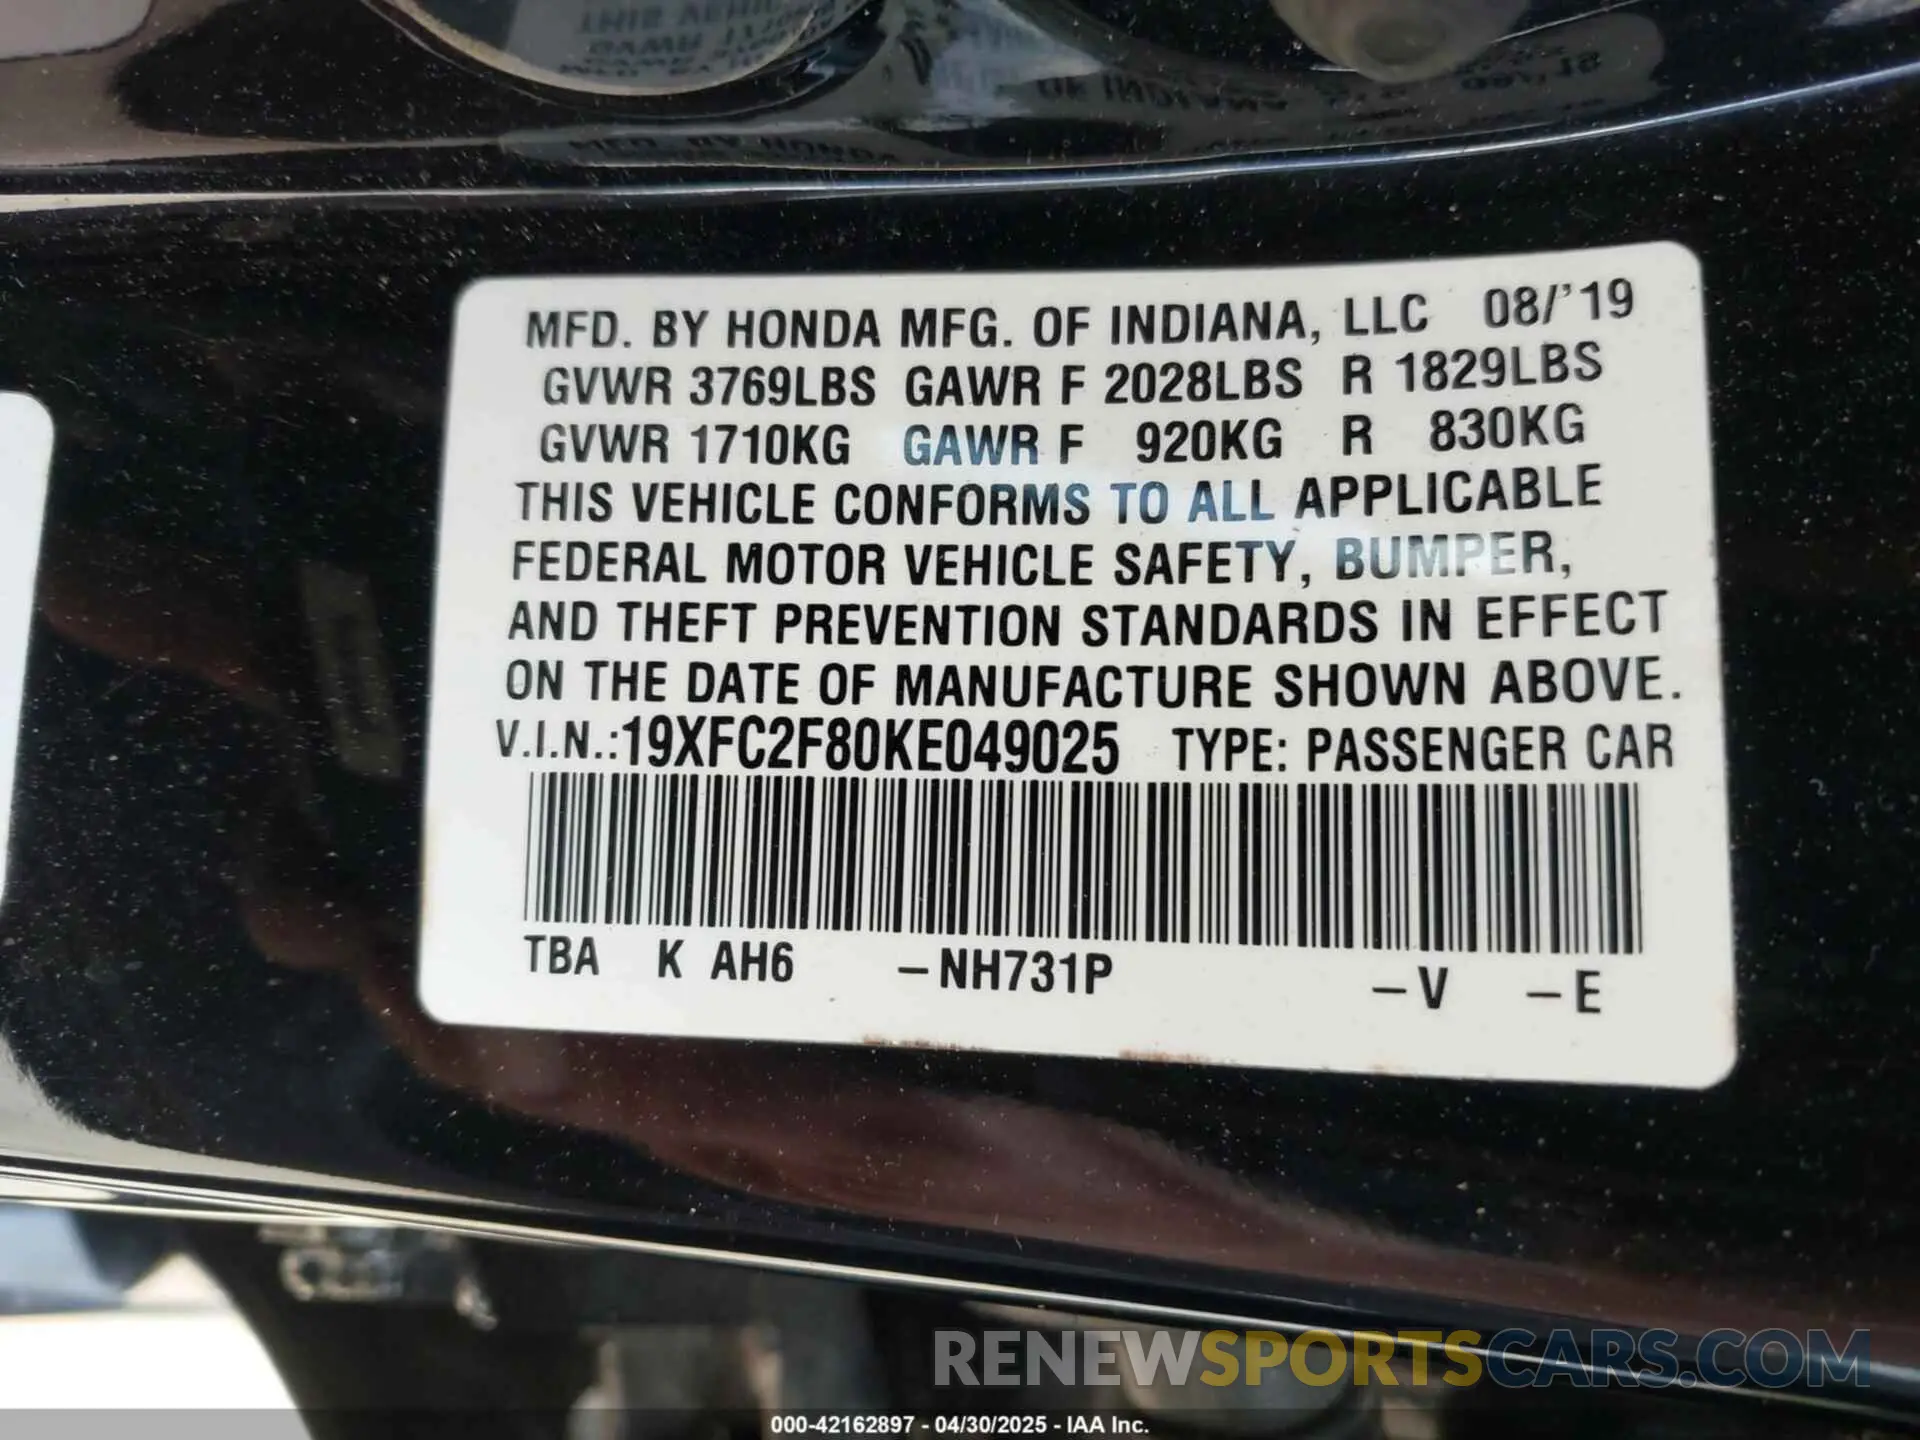 MFD. BY HONDA MFG. OF INDIANA, LLC 08/'19
GVWR 3769LBS GAWR F 2028LBS R 1829LBS
GVWR 1710KG GAWR F 920KG R 830KG
THIS VEHICLE CONFORMS TO ALL APPLICABLE
FEDERAL MOTOR VEHICLE SAFETY, BUMPER,
AND THEFT PREVENTION STANDARDS IN EFFECT
ON THE DATE OF MANUFACTURE SHOWN ABOVE.
V.I.N.:19XFC2F80KE049025 TYPE: PASSENGER CAR
TBA K AH6 –NH731P –V –E
RENEWSPORTSCARS.COM
000-42162897 - 04/30/2025 - IAA Inc.